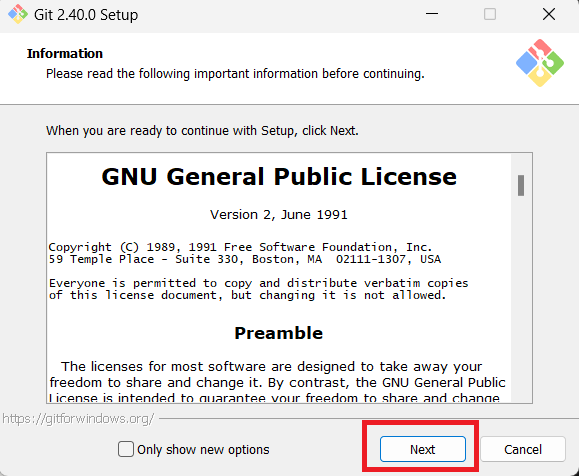 Git 2.40.0 Setup
Information
Please read the following important information before continuing.
When you are ready to continue with Setup, click Next.
GNU General Public License
Version 2, June 1991
Copyright (C) 1989, 1991 Free Software Foundation, Inc.
59 Temple Place - Suite 330, Boston, MA  02111-1307, USA
Everyone is permitted to copy and distribute verbatim copies
of this license document, but changing it is not allowed.
Preamble
The licenses for most software are designed to take away your
freedom to share and change it. By contrast, the GNU General Public
License is intended to guarantee your freedom to share and change
https://gitforwindows.org/
Only show new options
Next
Cancel